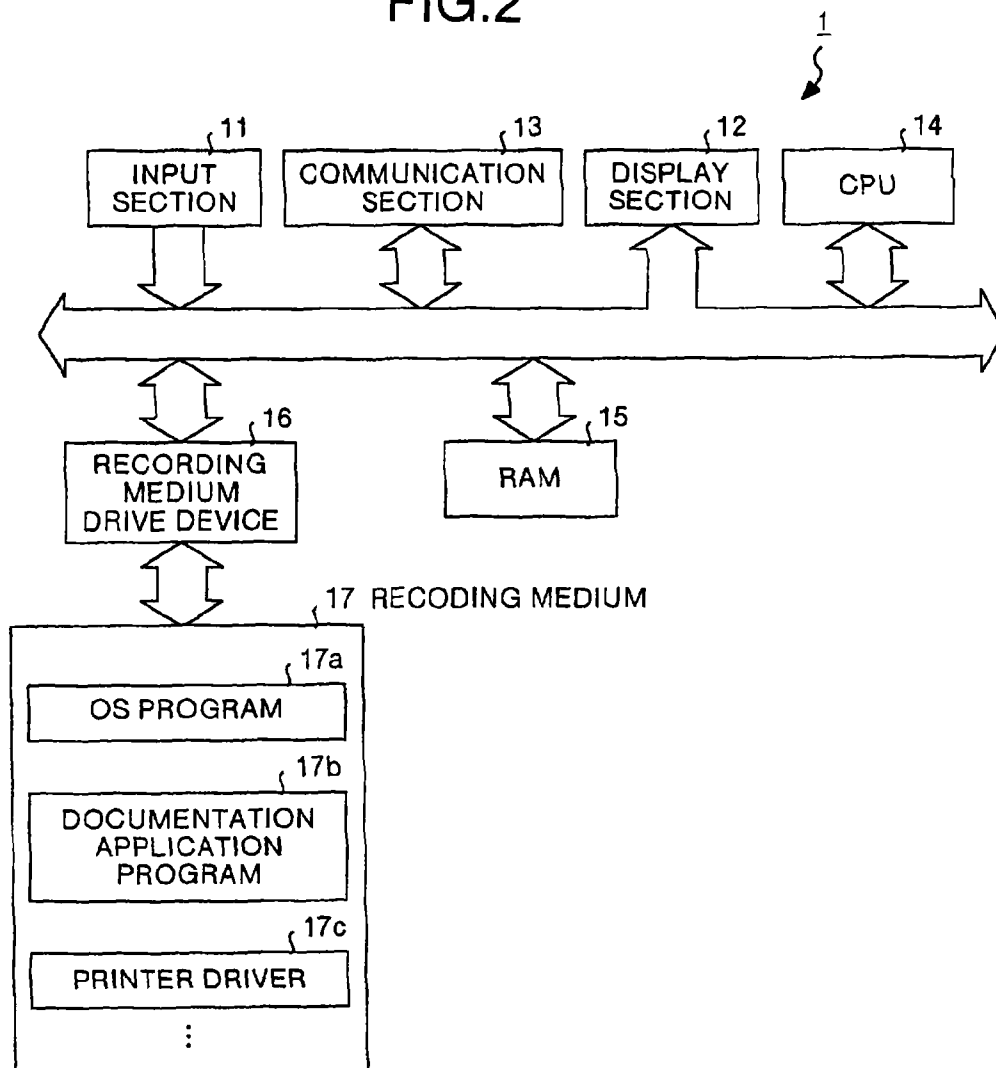 FIG.2
1
11
13
12
14
INPUT
SECTION
COMMUNICATION
SECTION
DISPLAY
SECTION
CPU
16
15
RECORDING
MEDIUM
DRIVE DEVICE
RAM
17 RECODING MEDIUM
17a
OS PROGRAM
17b
DOCUMENTATION
APPLICATION
PROGRAM
17c
PRINTER DRIVER
⋮